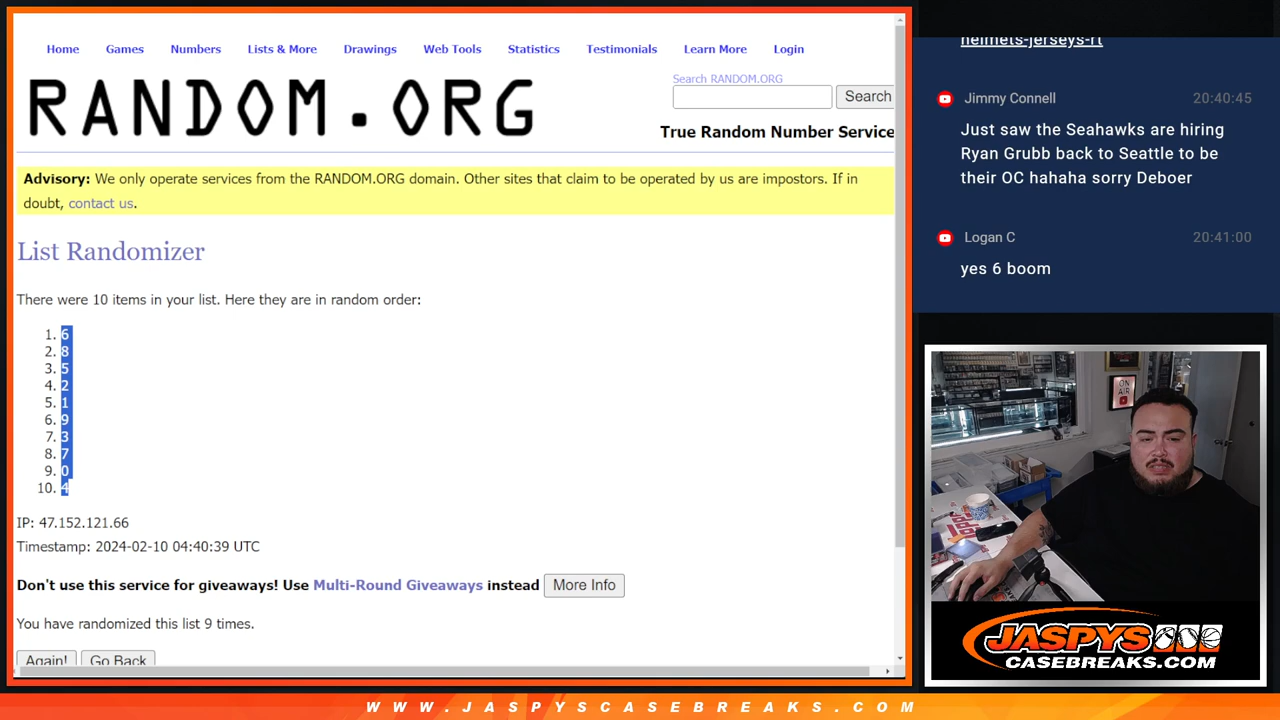 Home Games Numbers Lists & More Drawings Web Tools Statistics Testimonials Learn More Login
RANDOM.ORG
Search RANDOM.ORG
Search
True Random Number Service
Advisory: We only operate services from the RANDOM.ORG domain. Other sites that claim to be operated by us are impostors. If in
doubt, contact us.
List Randomizer
There were 10 items in your list. Here they are in random order:
1. 6
2. 8
3. 5
4. 2
5. 1
6. 9
7. 3
8. 7
9. 0
10. 4
IP: 47.152.121.66
Timestamp: 2024-02-10 04:40:39 UTC
Don't use this service for giveaways! Use Multi-Round Giveaways instead More Info
You have randomized this list 9 times.
Again! Go Back
helmets-jerseys-rt
Jimmy Connell 20:40:45
Just saw the Seahawks are hiring
Ryan Grubb back to Seattle to be
their OC hahaha sorry Deboer
Logan C 20:41:00
yes 6 boom
ON
AIR
JASPYS
CASEBREAKS.COM
WWW.JASPYSCASEBREAKS.COM